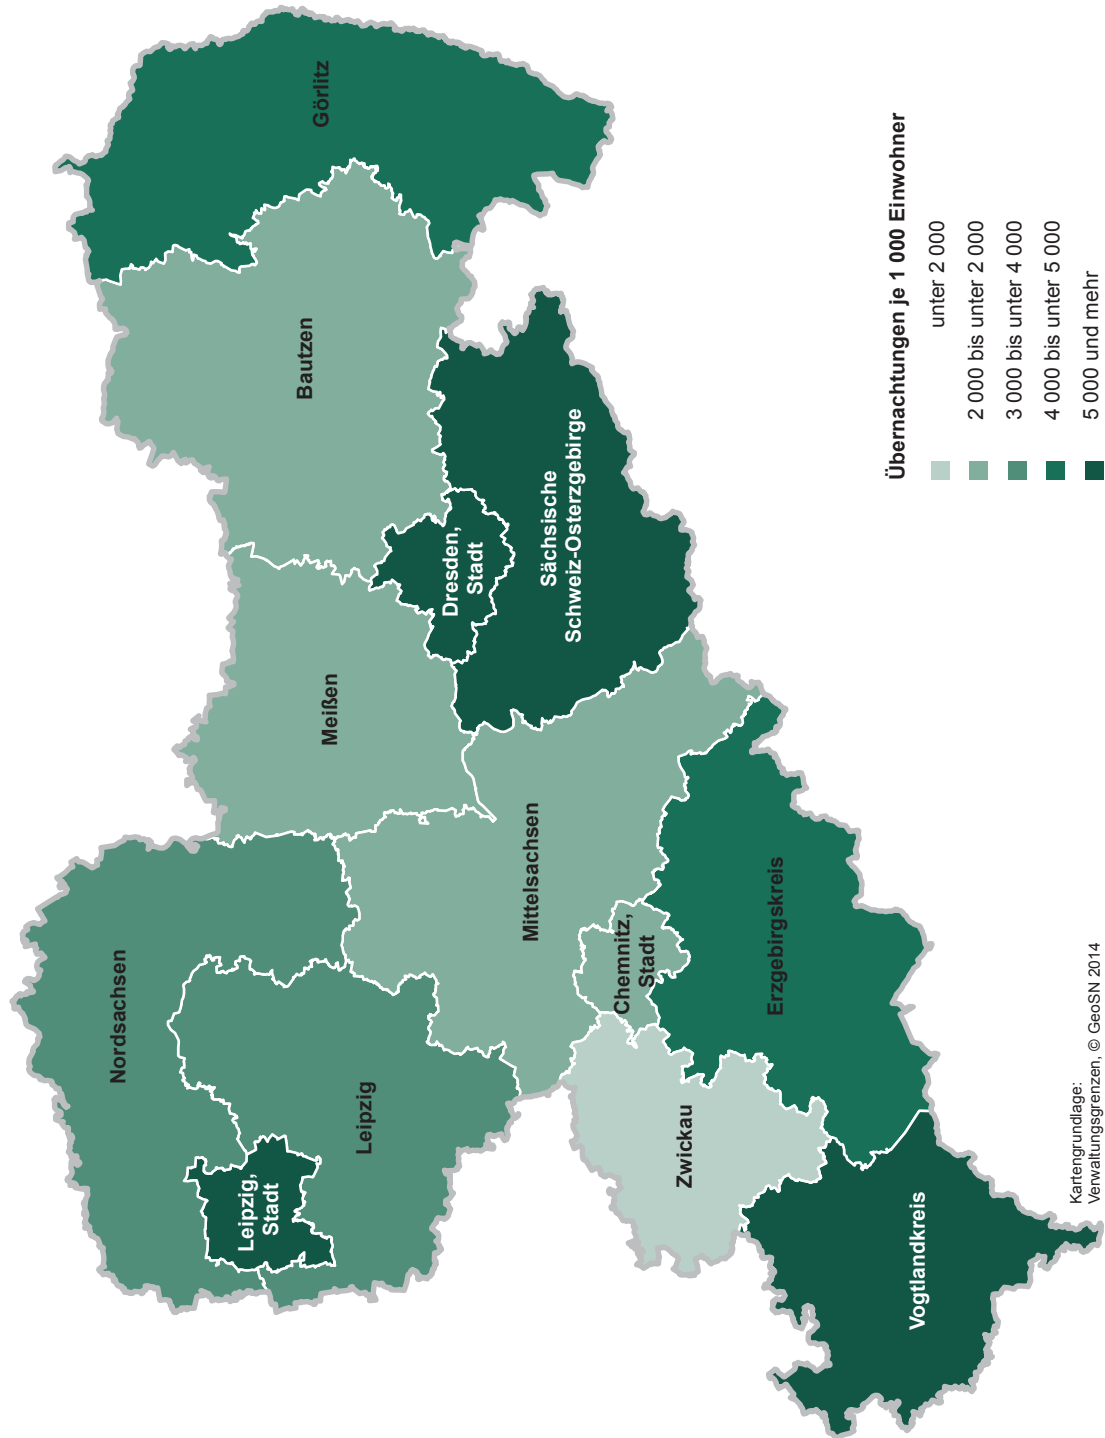 Nordsachsen
Leipzig,
Stadt
Leipzig
Meißen
Bautzen
Görlitz
Dresden,
Stadt
Sächsische
Schweiz-Osterzgebirge
Mittelsachsen
Chemnitz,
Stadt
Zwickau
Erzgebirgskreis
Vogtlandkreis
Übernachtungen je 1 000 Einwohner
unter 2 000
2 000 bis unter 2 000
3 000 bis unter 4 000
4 000 bis unter 5 000
5 000 und mehr
Kartengrundlage:
Verwaltungsgrenzen, © GeoSN 2014